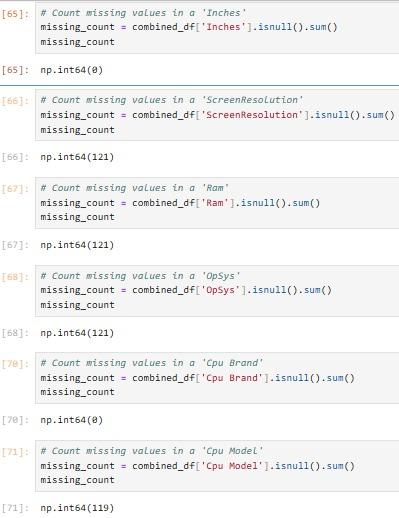 [65]: # Count missing values in a 'Inches'
missing_count = combined_df['Inches'].isnull().sum()
missing_count
[65]: np.int64(0)
[66]: # Count missing values in a 'ScreenResolution'
missing_count = combined_df['ScreenResolution'].isnull().sum()
missing_count
[66]: np.int64(121)
[67]: # Count missing values in a 'Ram'
missing_count = combined_df['Ram'].isnull().sum()
missing_count
[67]: np.int64(121)
[68]: # Count missing values in a 'OpSys'
missing_count = combined_df['OpSys'].isnull().sum()
missing_count
[68]: np.int64(121)
[70]: # Count missing values in a 'Cpu Brand'
missing_count = combined_df['Cpu Brand'].isnull().sum()
missing_count
[70]: np.int64(0)
[71]: # Count missing values in a 'Cpu Model'
missing_count = combined_df['Cpu Model'].isnull().sum()
missing_count
[71]: np.int64(119)